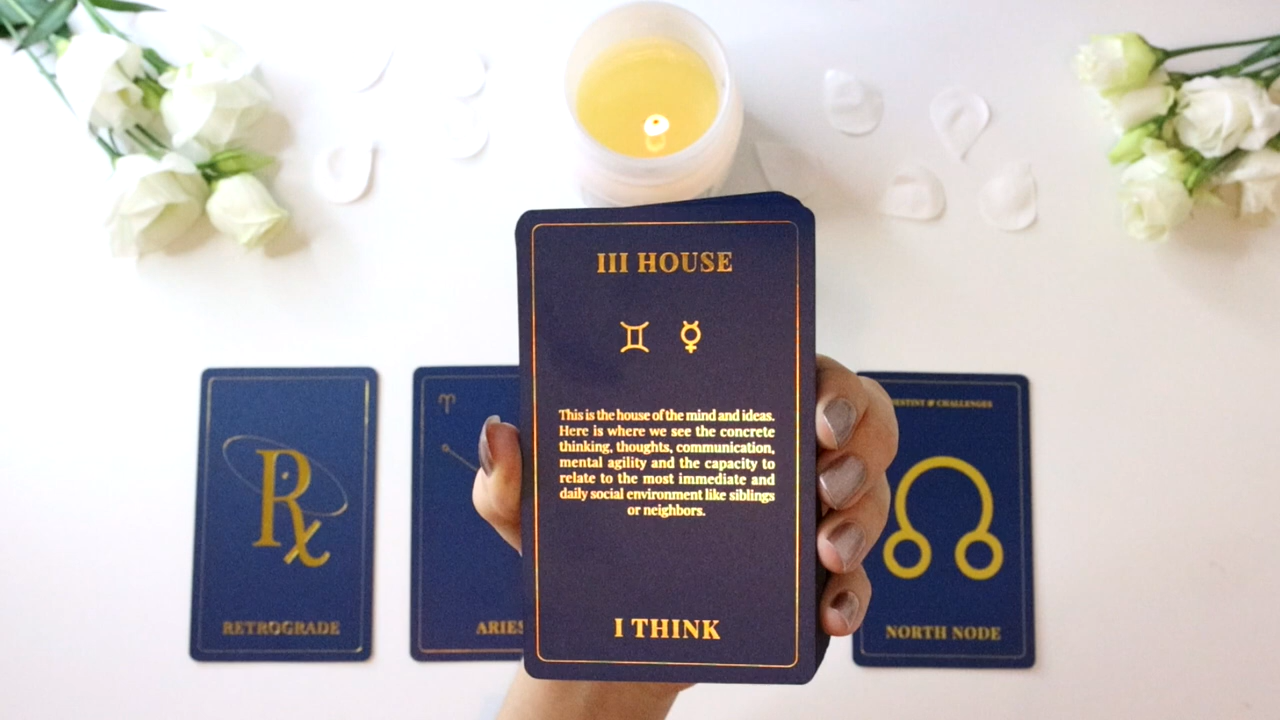 III HOUSE
This is the house of the mind and ideas.
Here is where we see the concrete
thinking, thoughts, communication,
mental agility and the capacity to
relate to the most immediate and
daily social environment like siblings
or neighbors.
I THINK
Rx
RETROGRADE
ARIES
& CHALLENGES
NORTH NODE